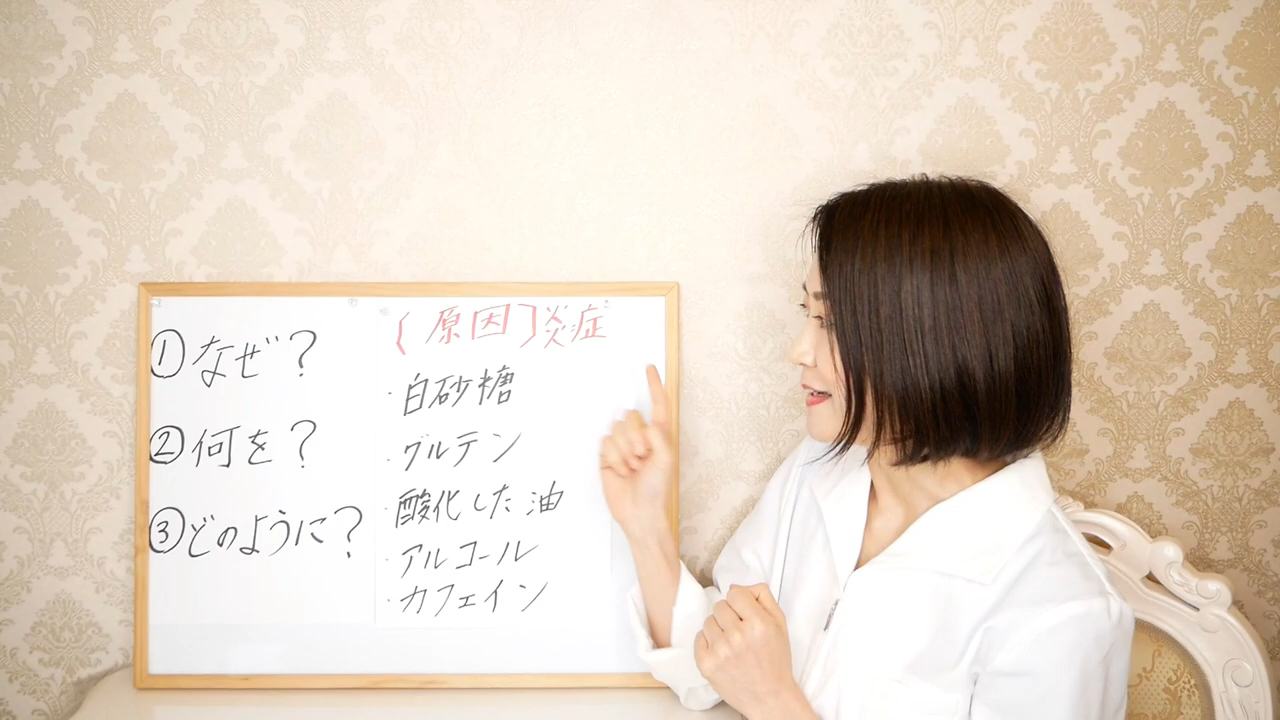 ①なぜ?
②何を?
③どのように?
〔原因〕炎症
・白砂糖
・グルテン
・酸化した油
・アルコール
・カフェイン